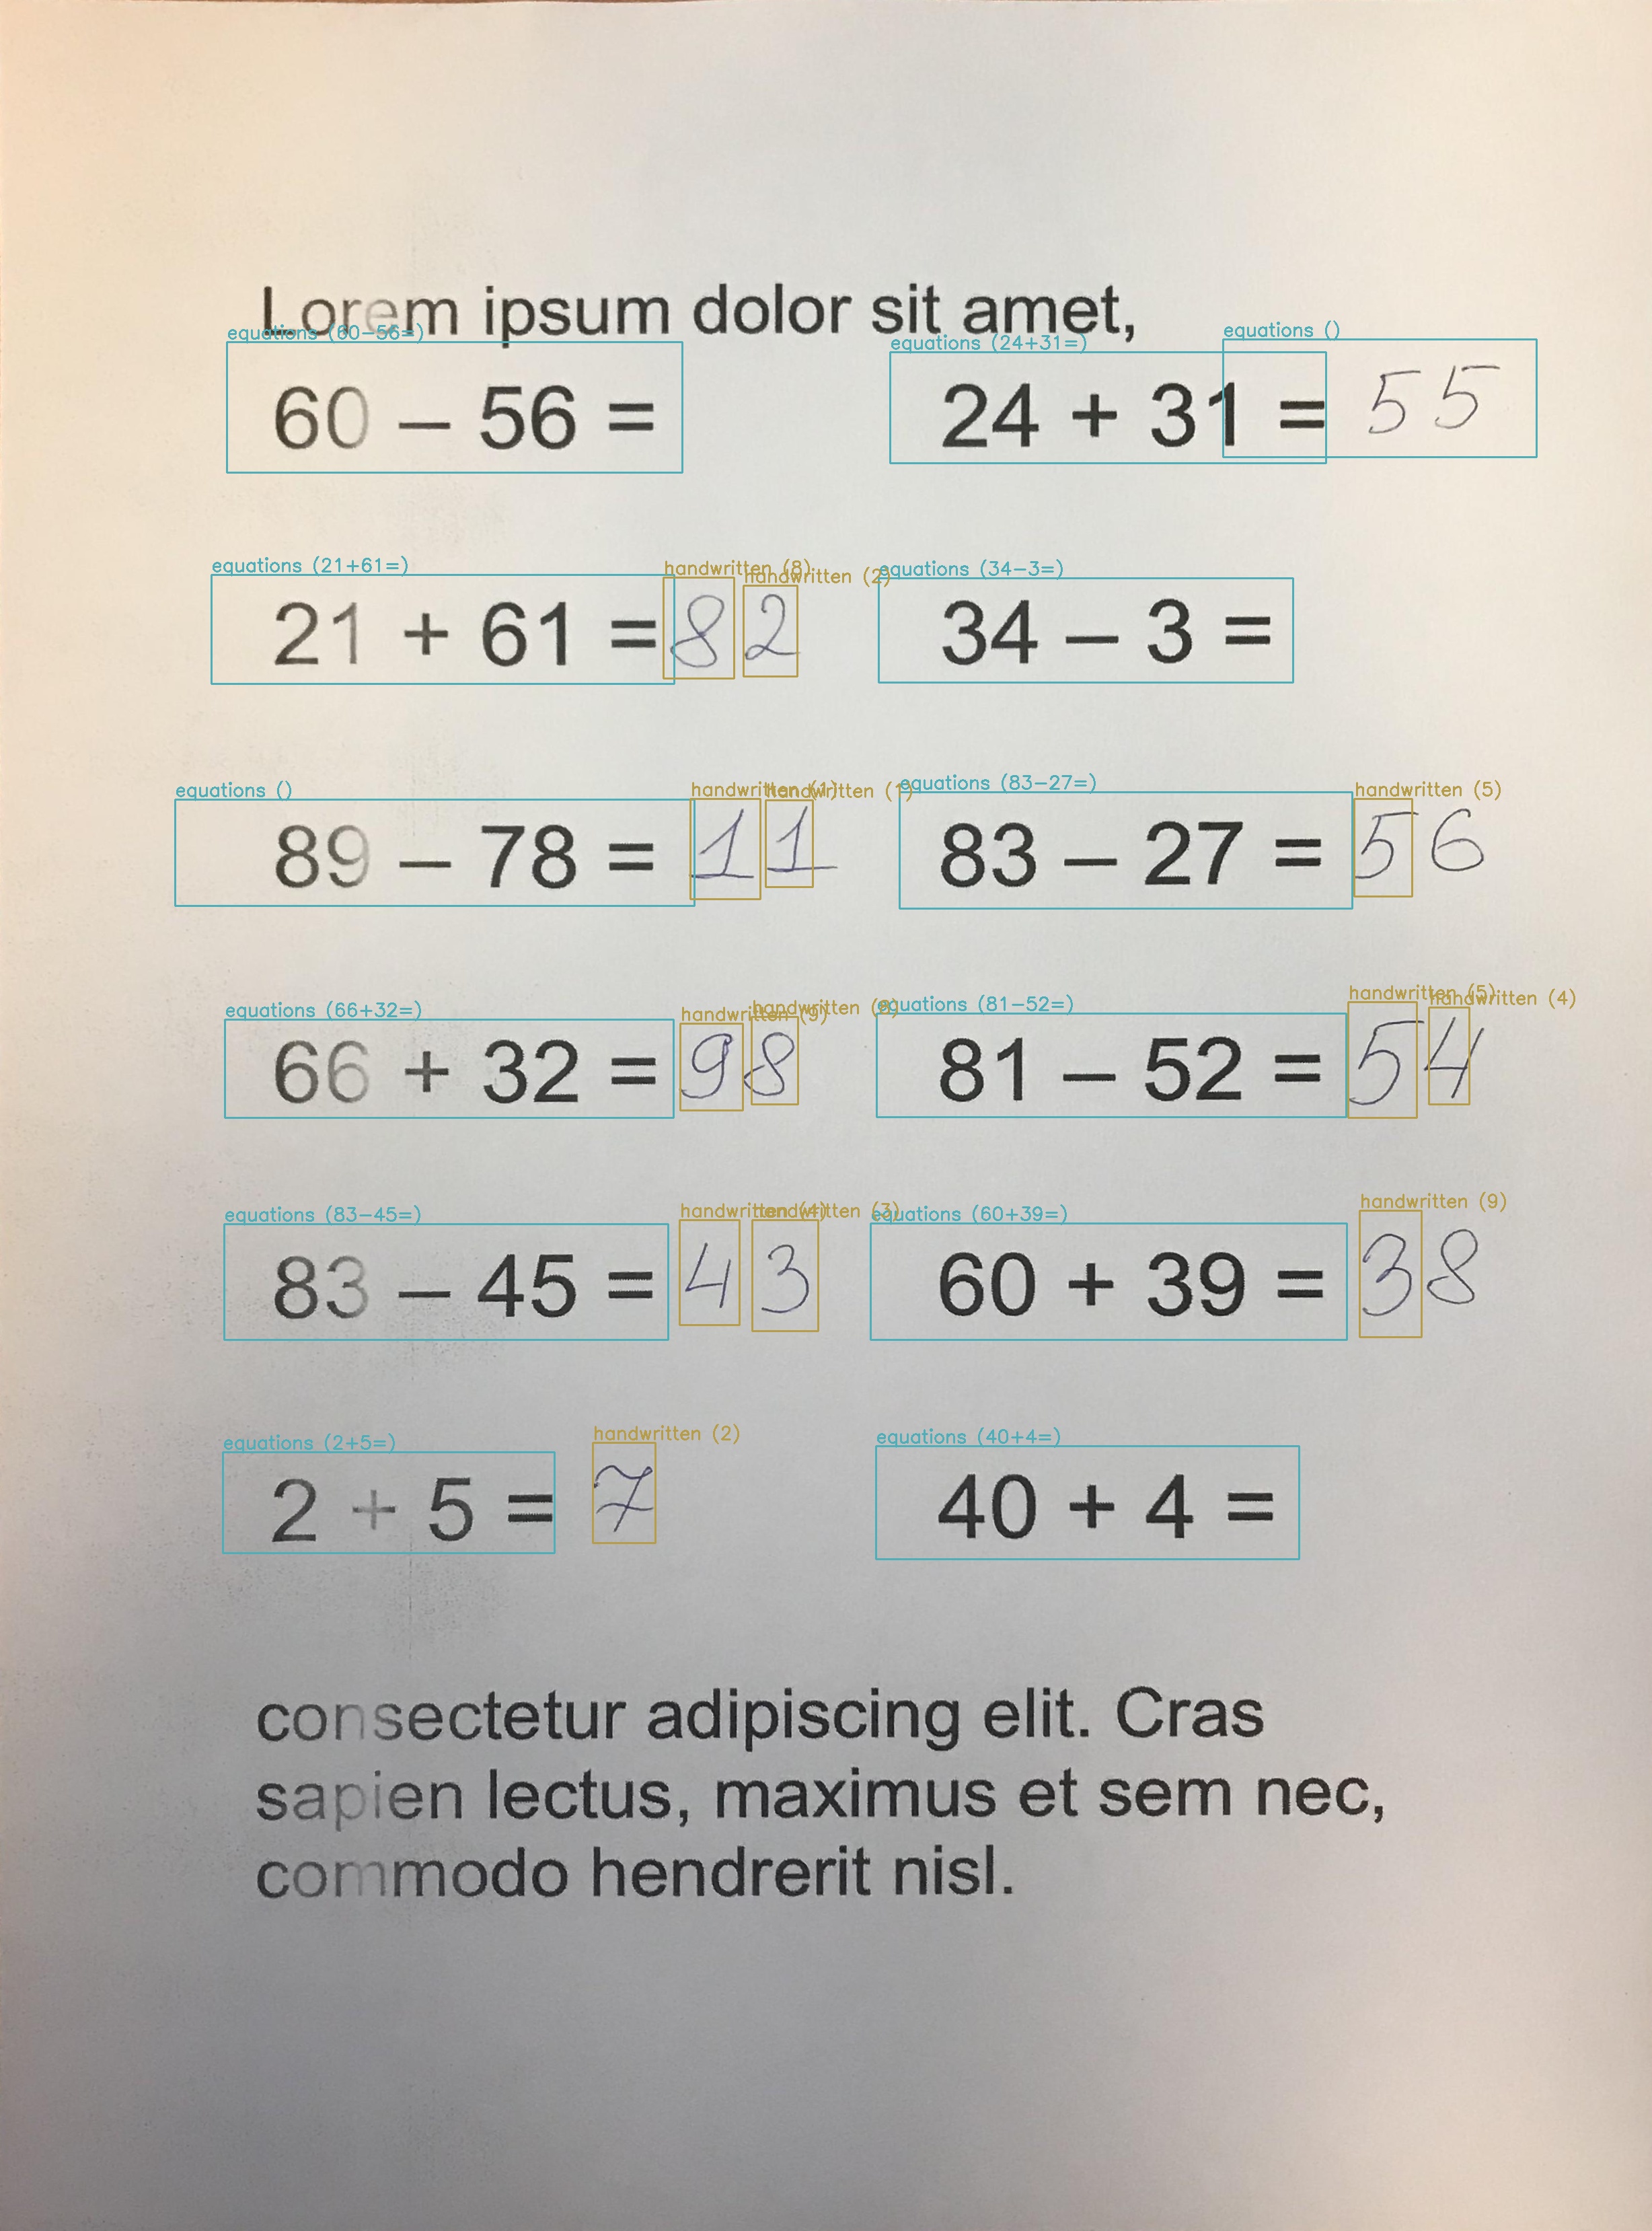 Lorem ipsum dolor sit amet,
equations (60-56=) equations (24+31=) equations ()
60 – 56 = 24 + 31 = 55
equations (21+61=) handwritten (8) handwritten (2) equations (34-3=)
21 + 61 = 82 34 – 3 =
equations () handwritten (1) handwritten (1) equations (83-27=) handwritten (5)
89 – 78 = 11 83 – 27 = 56
equations (66+32=) handwritten (9) handwritten equations (81-52=) handwritten (5) handwritten (4)
66 + 32 = 98 81 – 52 = 54
equations (83-45=) handwritten (4) handwritten (3) equations (60+39=) handwritten (9)
83 – 45 = 43 60 + 39 = 38
equations (2+5=) handwritten (2) equations (40+4=)
2 + 5 = 7 40 + 4 =
consectetur adipiscing elit. Cras
sapien lectus, maximus et sem nec,
commodo hendrerit nisl.